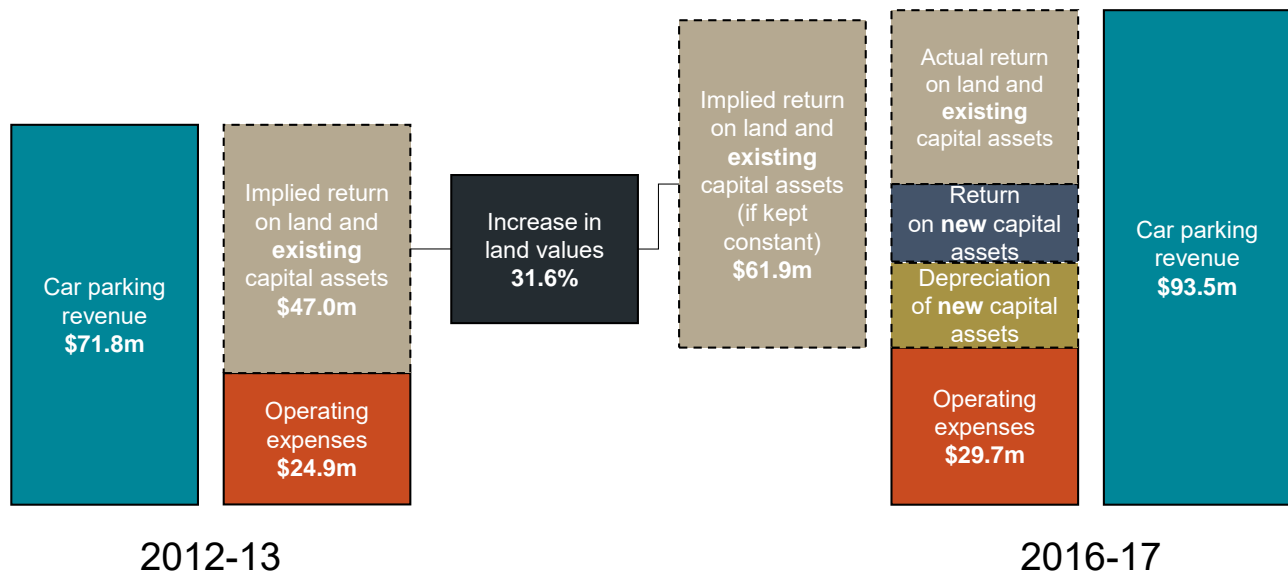 Car parking
revenue
$71.8m
Implied return
on land and
existing
capital assets
$47.0m
Operating
expenses
$24.9m
Increase in
land values
31.6%
Implied return
on land and
existing
capital assets
(if kept
constant)
$61.9m
Actual return
on land and
existing
capital assets
Return
on new capital
assets
Depreciation
of new capital
assets
Operating
expenses
$29.7m
Car parking
revenue
$93.5m
2012-13
2016-17